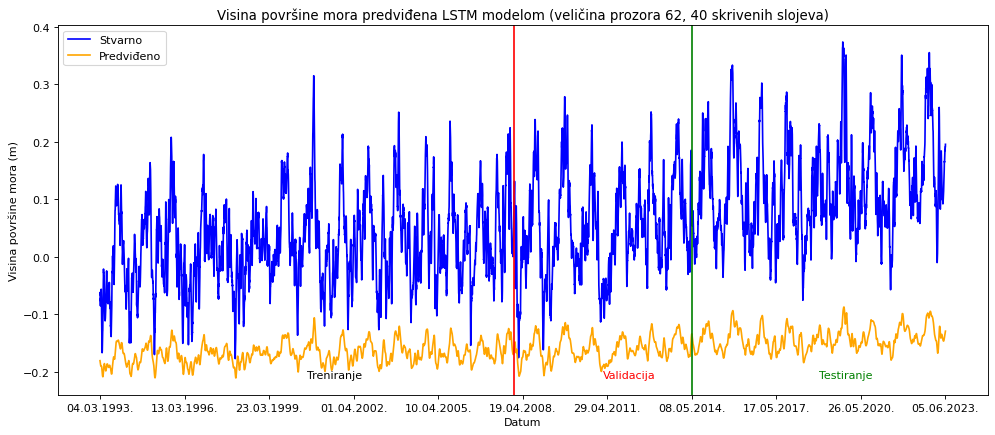 Visina površine mora predviđena LSTM modelom (veličina prozora 62, 40 skrivenih slojeva)
Stvarno
Predviđeno
0.4
0.3
0.2
0.1
0.0
−0.1
−0.2
Visina površine mora (m)
Treniranje
Validacija
Testiranje
04.03.1993. 13.03.1996. 23.03.1999. 01.04.2002. 10.04.2005. 19.04.2008. 29.04.2011. 08.05.2014. 17.05.2017. 26.05.2020. 05.06.2023.
Datum